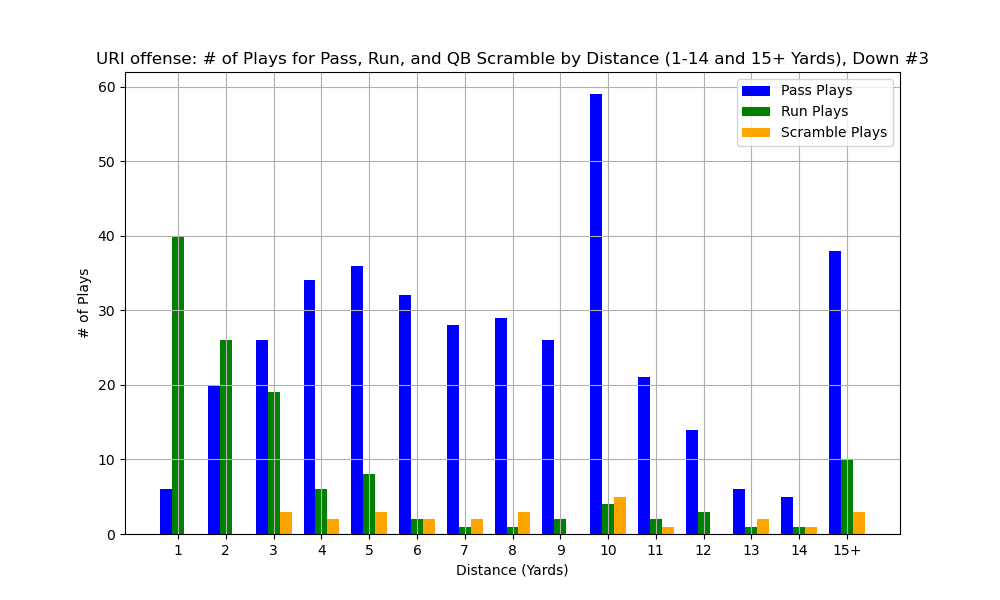 URI offense: # of Plays for Pass, Run, and QB Scramble by Distance (1-14 and 15+ Yards), Down #3
Pass Plays
Run Plays
Scramble Plays
60
50
40
30
20
10
0
# of Plays
1 2 3 4 5 6 7 8 9 10 11 12 13 14 15+
Distance (Yards)